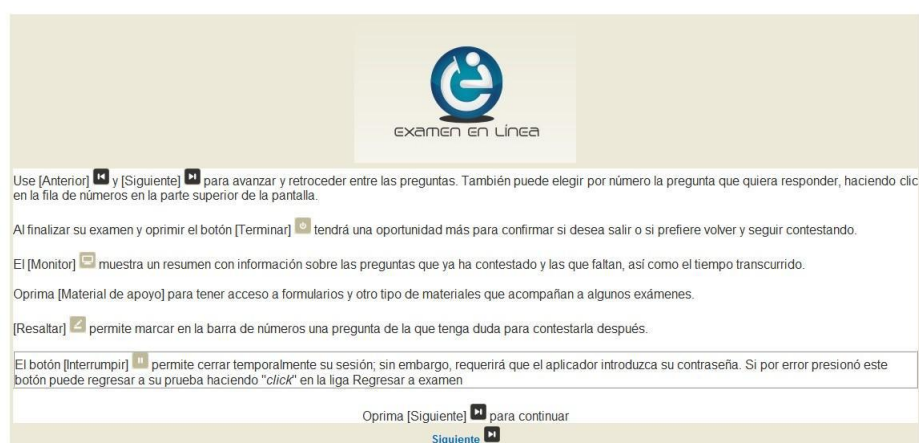 Examen en Línea
Use [Anterior] y [Siguiente] para avanzar y retroceder entre las preguntas. También puede elegir por número la pregunta que quiera responder, haciendo clic
en la fila de números en la parte superior de la pantalla.
Al finalizar su examen y oprimir el botón [Terminar] tendrá una oportunidad más para confirmar si desea salir o si prefiere volver y seguir contestando.
El [Monitor] muestra un resumen con información sobre las preguntas que ya ha contestado y las que faltan, así como el tiempo transcurrido.
Oprima [Material de apoyo] para tener acceso a formularios y otro tipo de materiales que acompañan a algunos exámenes.
[Resaltar] permite marcar en la barra de números una pregunta de la que tenga duda para contestarla después.
El botón [Interrumpir] permite cerrar temporalmente su sesión; sin embargo, requerirá que el aplicador introduzca su contraseña. Si por error presionó este
botón puede regresar a su prueba haciendo "click" en la liga Regresar a examen
Oprima [Siguiente] para continuar
Siguiente